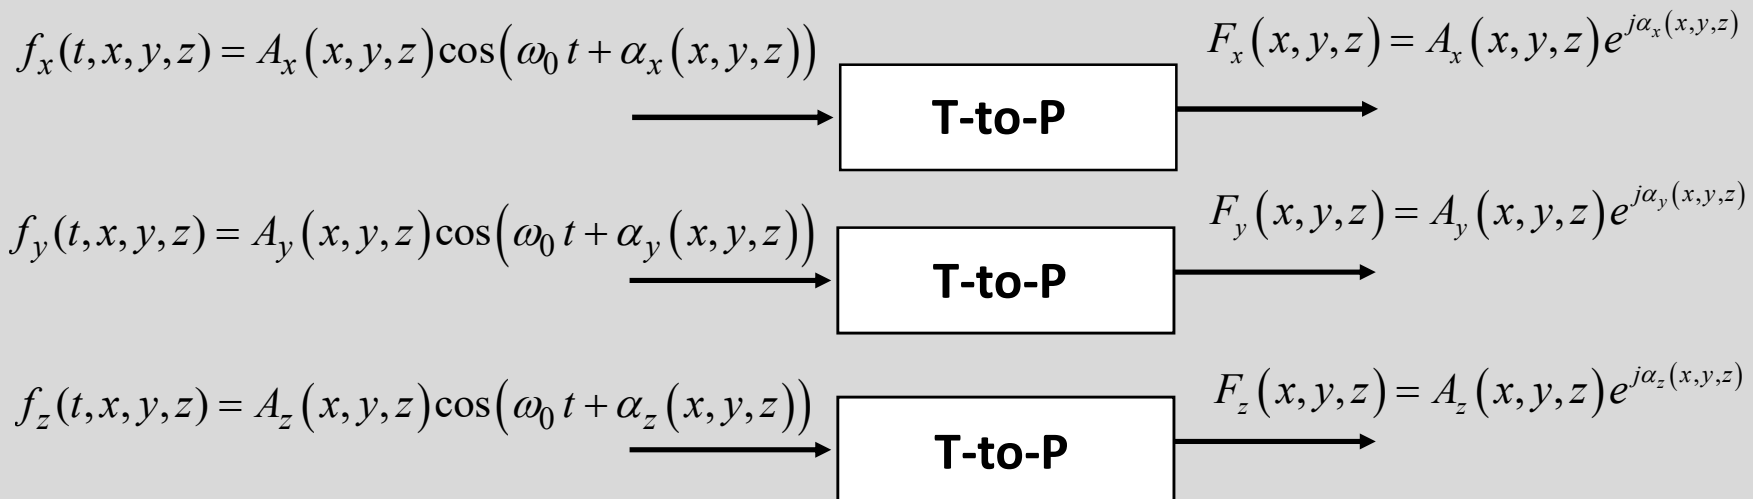 f_x(t,x,y,z) = A_x(x,y,z)cos(ω_0 t + α_x(x,y,z))
F_x(x,y,z) = A_x(x,y,z)e^{jα_x(x,y,z)}
T-to-P
f_y(t,x,y,z) = A_y(x,y,z)cos(ω_0 t + α_y(x,y,z))
F_y(x,y,z) = A_y(x,y,z)e^{jα_y(x,y,z)}
T-to-P
f_z(t,x,y,z) = A_z(x,y,z)cos(ω_0 t + α_z(x,y,z))
F_z(x,y,z) = A_z(x,y,z)e^{jα_z(x,y,z)}
T-to-P